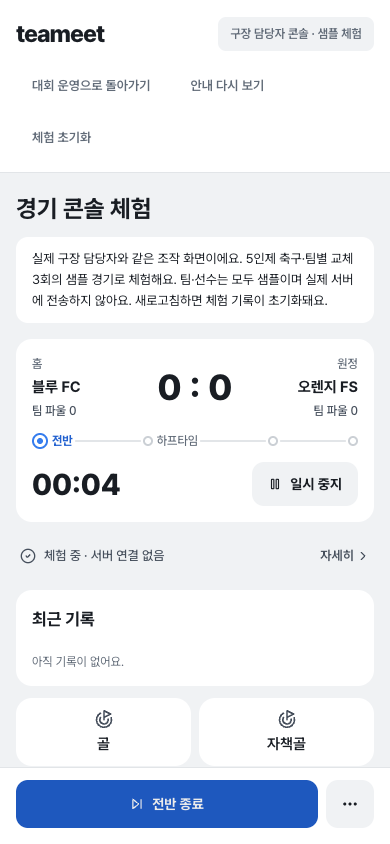 teameet
구장 담당자 콘솔 · 샘플 체험
대회 운영으로 돌아가기
안내 다시 보기
체험 초기화
경기 콘솔 체험
실제 구장 담당자와 같은 조작 화면이에요. 5인제 축구·팀별 교체
3회의 샘플 경기로 체험해요. 팀·선수는 모두 샘플이며 실제 서버
에 전송하지 않아요. 새로고침하면 체험 기록이 초기화돼요.
홈
블루 FC
팀 파울 0
0 : 0
원정
오렌지 FS
팀 파울 0
전반
하프타임
00:04
일시 중지
체험 중 · 서버 연결 없음
자세히
최근 기록
아직 기록이 없어요.
골
자책골
전반 종료